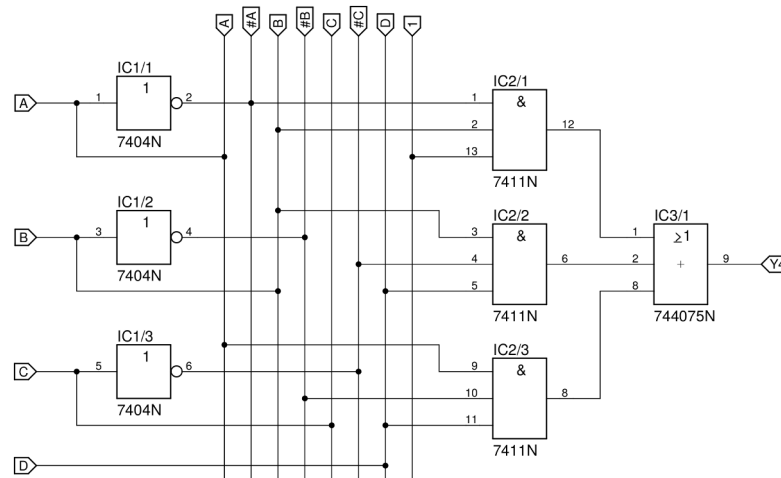 A #A B #B C #C D 1
IC1/1
1
A 1 2
7404N
IC1/2
1
B 3 4
7404N
IC1/3
1
C 5 6
7404N
D
IC2/1
&
1
2 12
13
7411N
IC2/2
&
3
4 6
5
7411N
IC2/3
&
9
10 8
11
7411N
IC3/1
≥1
1
2 + 9
8
744075N
Y4